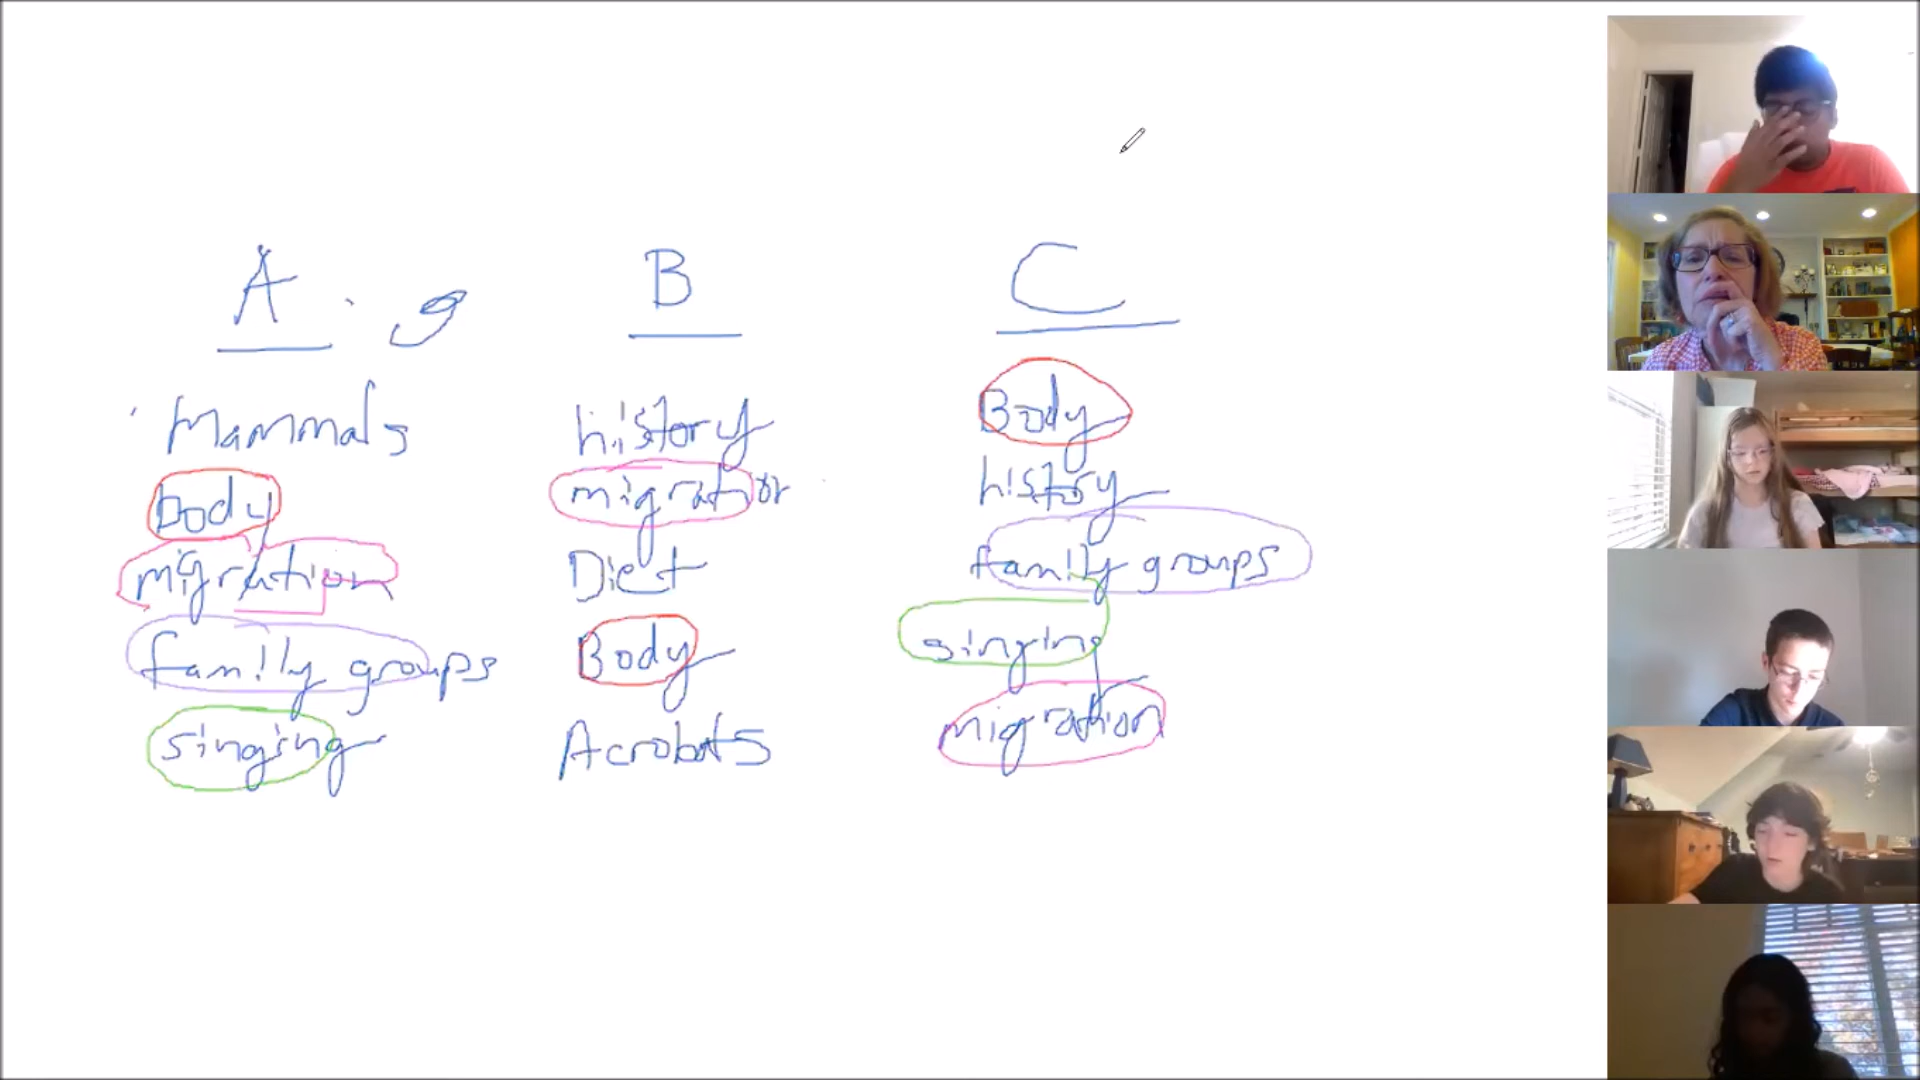 A
Mammals
body
migration
family groups
singing
B
history
migration
Diet
Body
Acrobats
C
Body
history
family groups
singing
migration